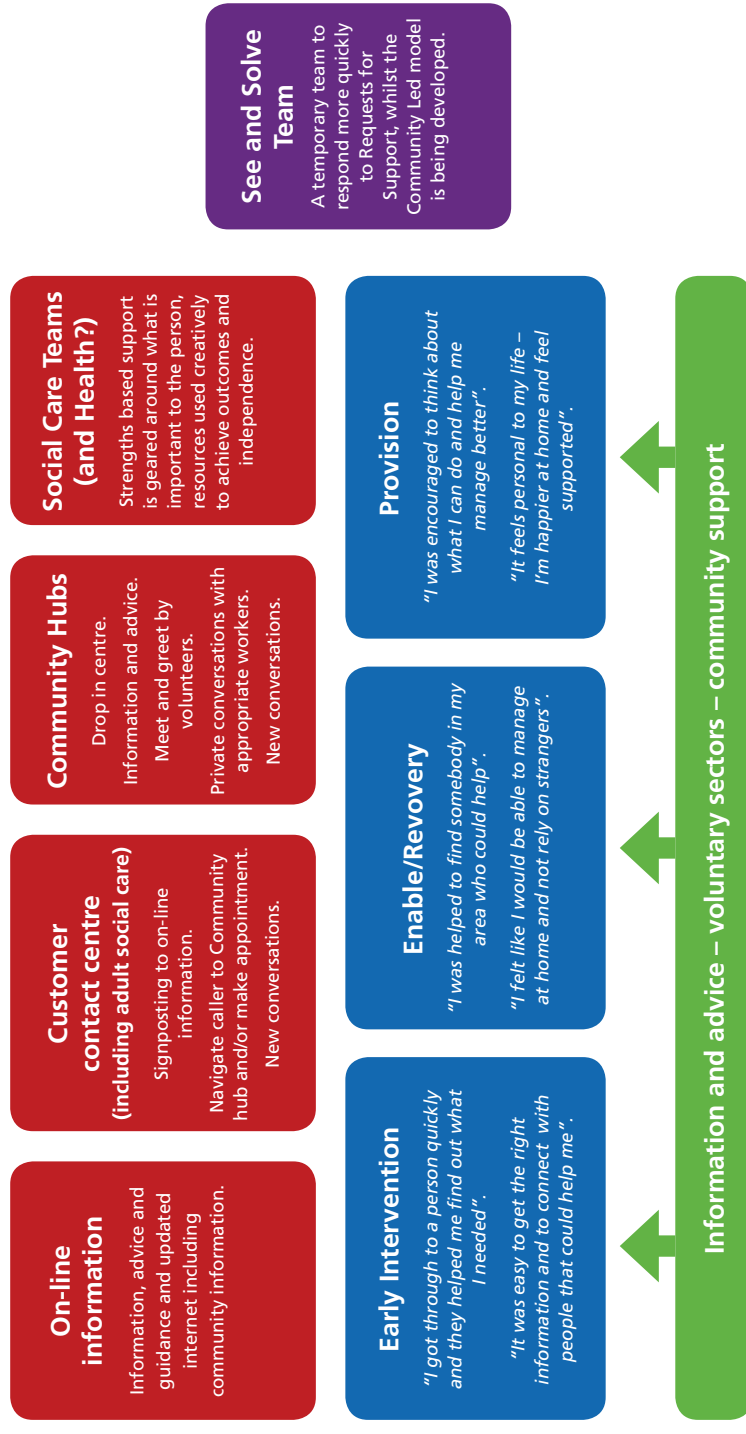 On-line
information
Information, advice and
guidance and updated
internet including
community information.
Customer
contact centre
(including adult social care)
Signposting to on-line
information.
Navigate caller to Community
hub and/or make appointment.
New conversations.
Community Hubs
Drop in centre.
Information and advice.
Meet and greet by
volunteers.
Private conversations with
appropriate workers.
New conversations.
Social Care Teams
(and Health?)
Strengths based support
is geared around what is
important to the person,
resources used creatively
to achieve outcomes and
independence.
See and Solve
Team
A temporary team to
respond more quickly
to Requests for
Support, whilst the
Community Led model
is being developed.
Early Intervention
"I got through to a person quickly
and they helped me find out what
I needed".
"It was easy to get the right
information and to connect with
people that could help me".
Enable/Revovery
"I was helped to find somebody in my
area who could help".
"I felt like I would be able to manage
at home and not rely on strangers".
Provision
"I was encouraged to think about
what I can do and help me
manage better".
"It feels personal to my life –
I'm happier at home and feel
supported".
Information and advice – voluntary sectors – community support